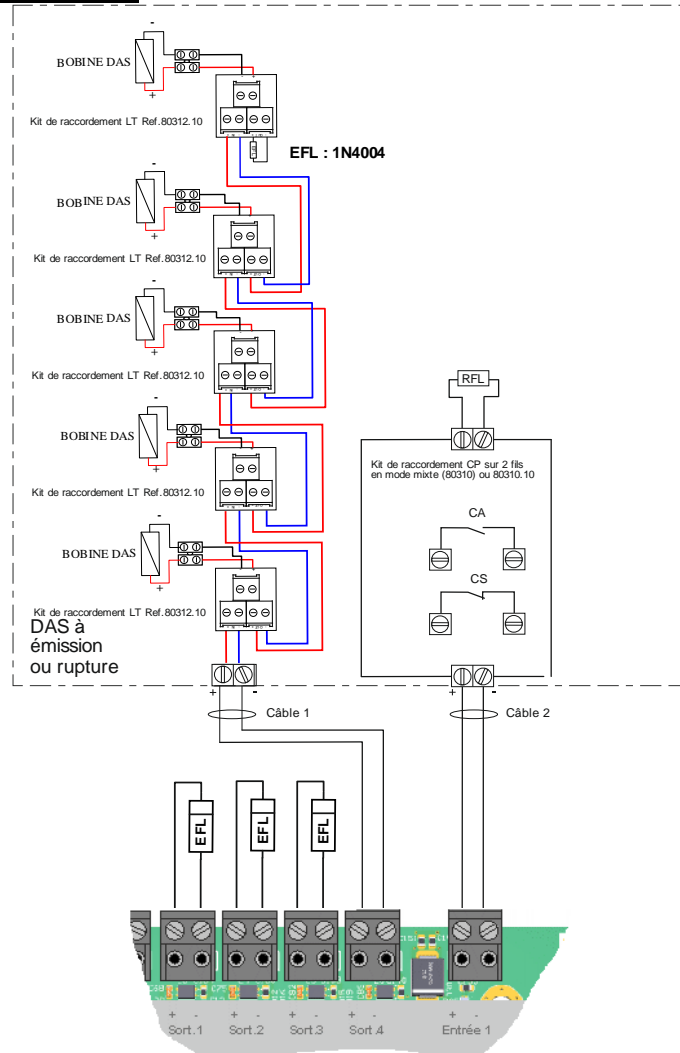 -
BOBINE DAS
+
Kit de raccordement LT Ref.80312.10
EFL
EFL : 1N4004
-
BOBINE DAS
+
Kit de raccordement LT Ref.80312.10
-
BOBINE DAS
+
Kit de raccordement LT Ref.80312.10
-
BOBINE DAS
+
Kit de raccordement LT Ref.80312.10
-
BOBINE DAS
+
Kit de raccordement LT Ref.80312.10
DAS à
émission
ou rupture
RFL
Kit de raccordement CP sur 2 fils
en mode mixte (80310) ou 80310.10
CA
CS
+ -
Câble 1
+ -
Câble 2
EFL
EFL
EFL
+ -
Sort.1
+ -
Sort.2
+ -
Sort.3
+ -
Sort.4
+ -
Entrée 1